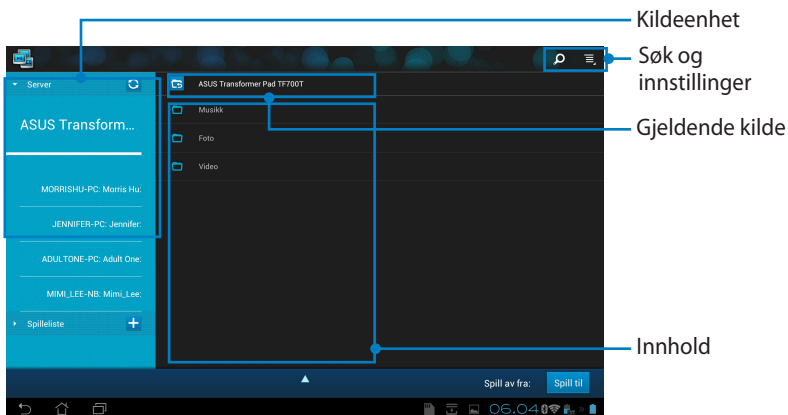 Kildeenhet
Søk og
innstillinger
Server
ASUS Transformer Pad TF700T
Musikk
Gjeldende kilde
ASUS Transform...
Foto
Video
MORRISHU-PC: Morris Hu:
JENNIFER-PC: Jennifer:
ADULTONE-PC: Adult One:
MIMI_LEE-NB: Mimi_Lee:
Spilleliste
Innhold
Spill av fra:
Spill til
06.04